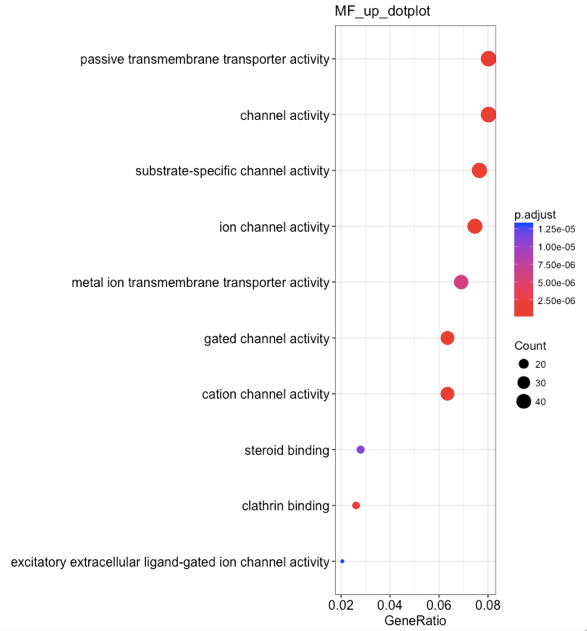 MF_up_dotplot
passive transmembrane transporter activity
channel activity
substrate-specific channel activity
ion channel activity
metal ion transmembrane transporter activity
gated channel activity
cation channel activity
steroid binding
clathrin binding
excitatory extracellular ligand-gated ion channel activity
0.02 0.04 0.06 0.08
GeneRatio
p.adjust
1.25e-05
1.00e-05
7.50e-06
5.00e-06
2.50e-06
Count
20
30
40